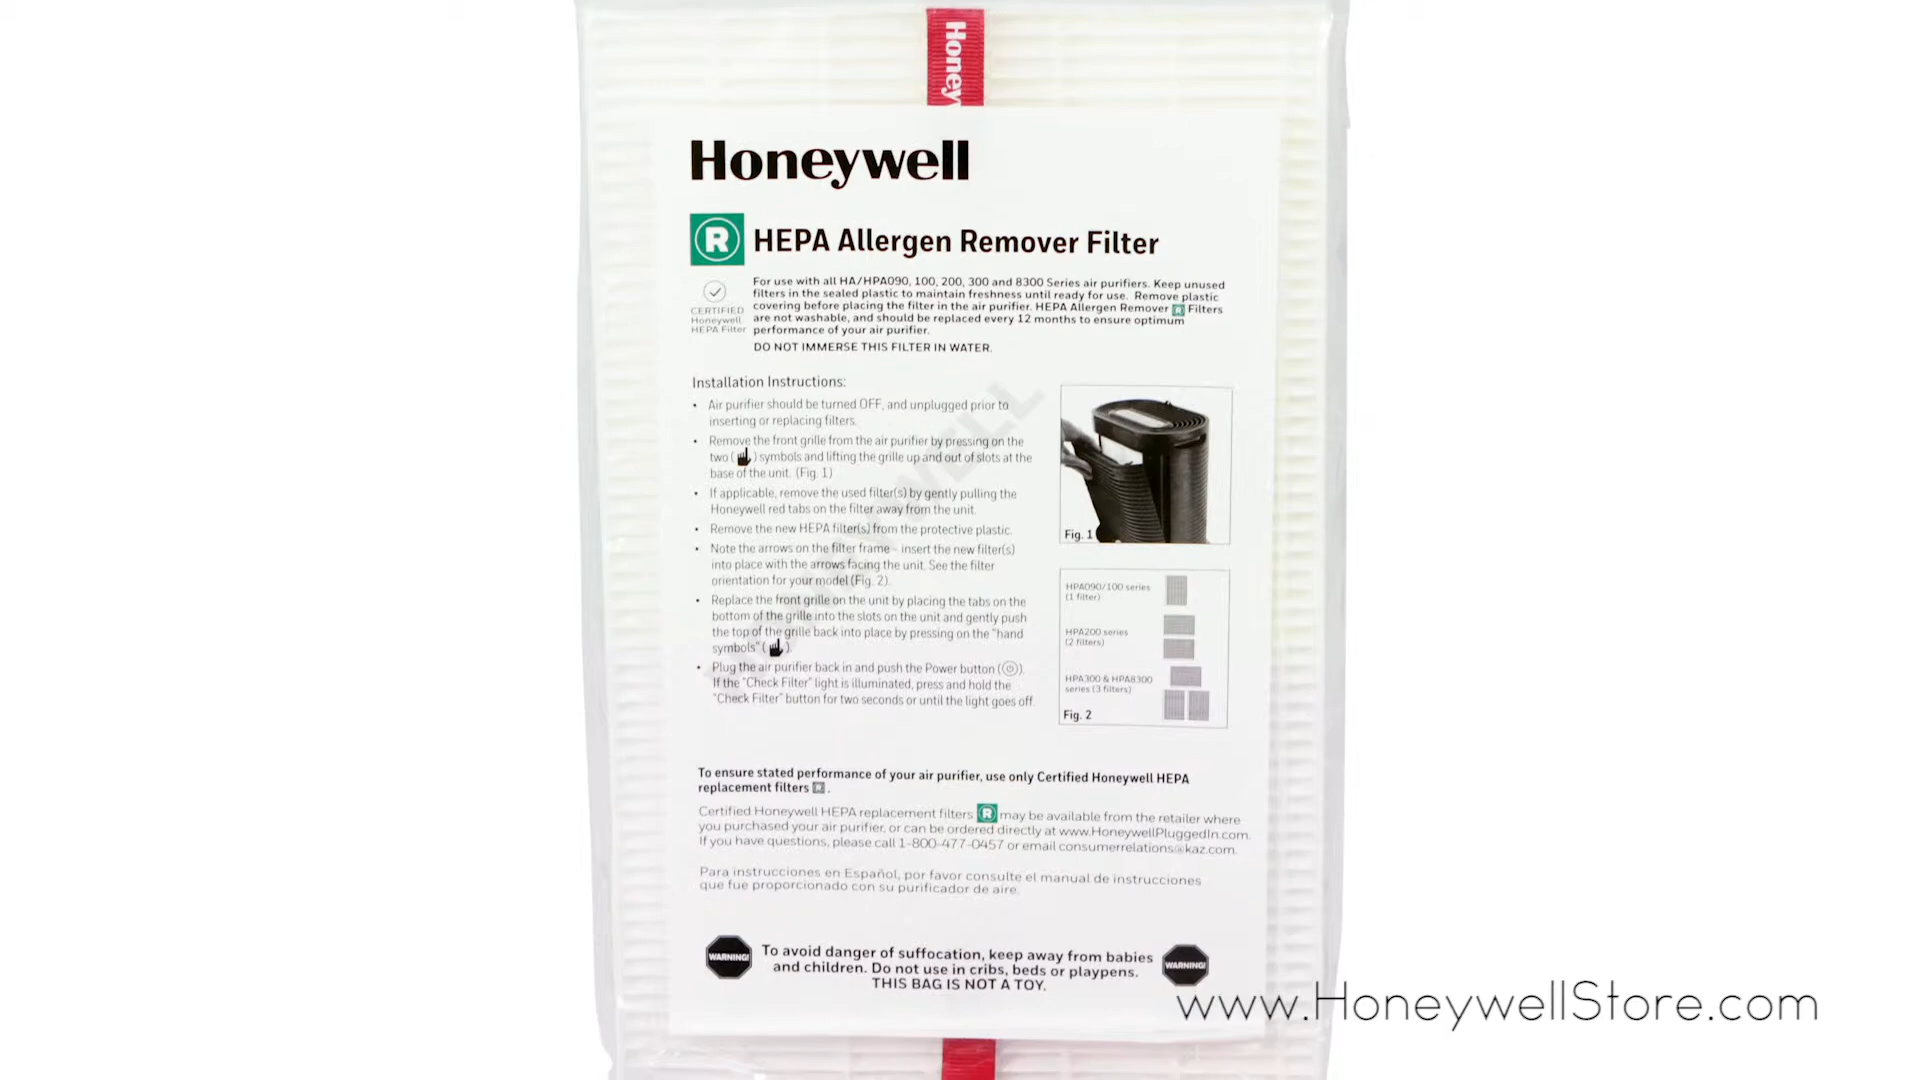 Honey
Honeywell
R HEPA Allergen Remover Filter
For use with all HA/HPA090, 100, 200, 300 and 8300 Series air purifiers. Keep unused
filters in the sealed plastic to maintain freshness until ready for use. Remove plastic
covering before placing the filter in the air purifier. HEPA Allergen Remover R Filters
are not washable, and should be replaced every 12 months to ensure optimum
performance of your air purifier.
CERTIFIED
Honeywell
HEPA Filter
DO NOT IMMERSE THIS FILTER IN WATER.
Installation Instructions:
• Air purifier should be turned OFF, and unplugged prior to
inserting or replacing filters.
• Remove the front grille from the air purifier by pressing on the
two ( ) symbols and lifting the grille up and out of slots at the
base of the unit. (Fig. 1)
• If applicable, remove the used filter(s) by gently pulling the
Honeywell red tabs on the filter away from the unit.
• Remove the new HEPA filter(s) from the protective plastic.
• Note the arrows on the filter frame - insert the new filter(s)
into place with the arrows facing the unit. See the filter
orientation for your model (Fig. 2).
• Replace the front grille on the unit by placing the tabs on the
bottom of the grille into the slots on the unit and gently push
the top of the grille back into place by pressing on the "hand
symbols" ( ).
• Plug the air purifier back in and push the Power button ( ).
If the "Check Filter" light is illuminated, press and hold the
"Check Filter" button for two seconds or until the light goes off.
HONEYWELL
Fig. 1
HPA090/100 series
(1 filter)
HPA200 series
(2 filters)
HPA300 & HPA8300
series (3 filters)
Fig. 2
To ensure stated performance of your air purifier, use only Certified Honeywell HEPA
replacement filters R.
Certified Honeywell HEPA replacement filters R may be available from the retailer where
you purchased your air purifier, or can be ordered directly at www.HoneywellPluggedIn.com.
If you have questions, please call 1-800-477-0457 or email consumerrelations@kaz.com.
Para instrucciones en Español, por favor consulte el manual de instrucciones
que fue proporcionado con su purificador de aire.
WARNING!
To avoid danger of suffocation, keep away from babies
and children. Do not use in cribs, beds or playpens.
THIS BAG IS NOT A TOY.
WARNING!
www.HoneywellStore.com